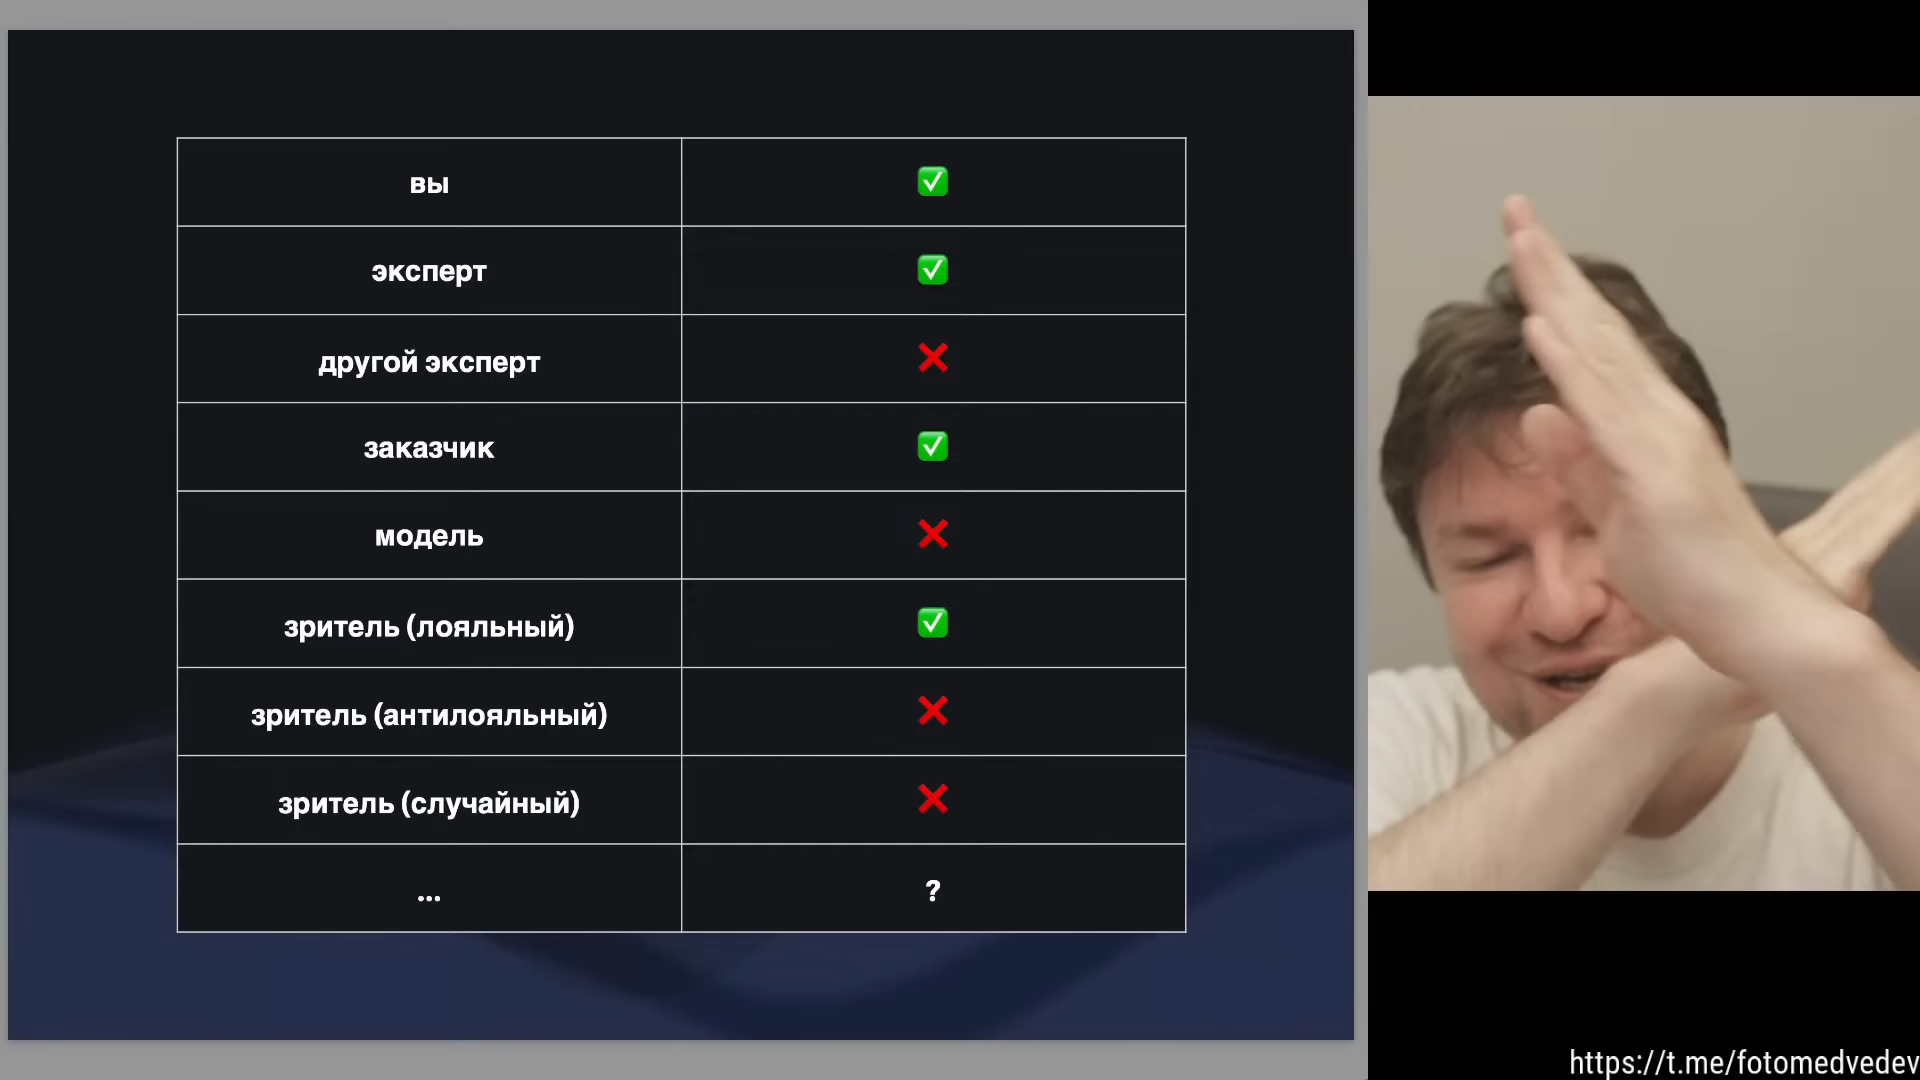 вы ✅
эксперт ✅
другой эксперт ❌
заказчик ✅
модель ❌
зритель (лояльный) ✅
зритель (антилояльный) ❌
зритель (случайный) ❌
... ?
https://t.me/fotomedvedev